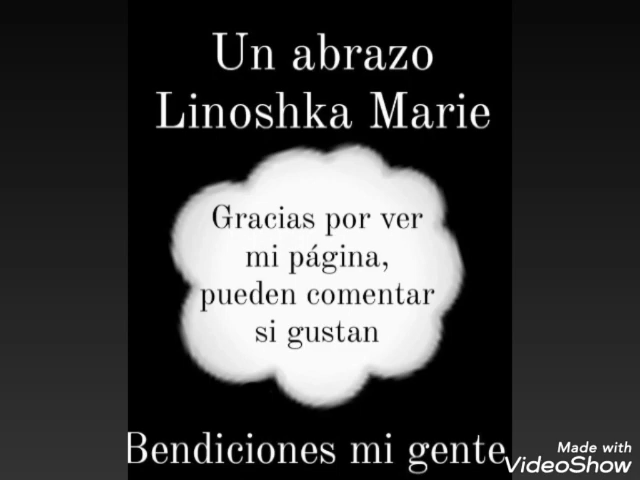 Un abrazo
Linoshka Marie
Gracias por ver
mi página,
pueden comentar
si gustan
Bendiciones mi gente
Made with
VideoShow